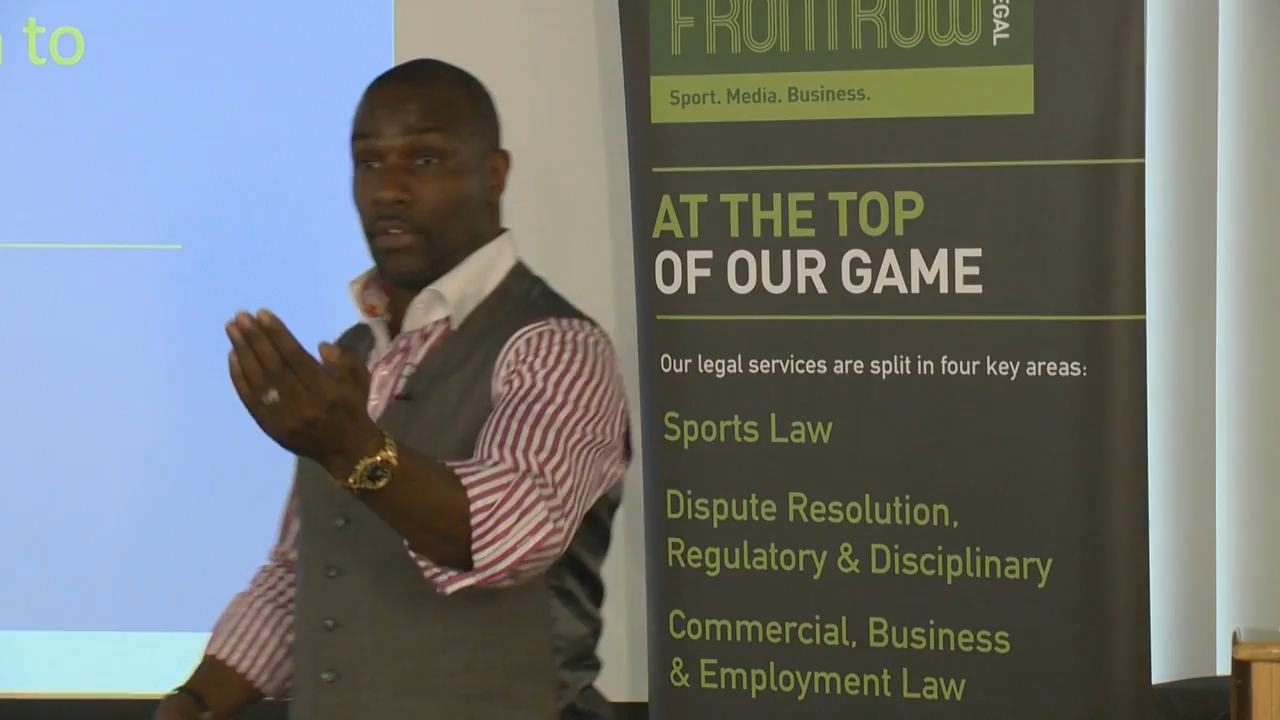 to
FRONTROW
LEGAL
Sport. Media. Business.
AT THE TOP
OF OUR GAME
Our legal services are split in four key areas:
Sports Law
Dispute Resolution,
Regulatory & Disciplinary
Commercial, Business
& Employment Law